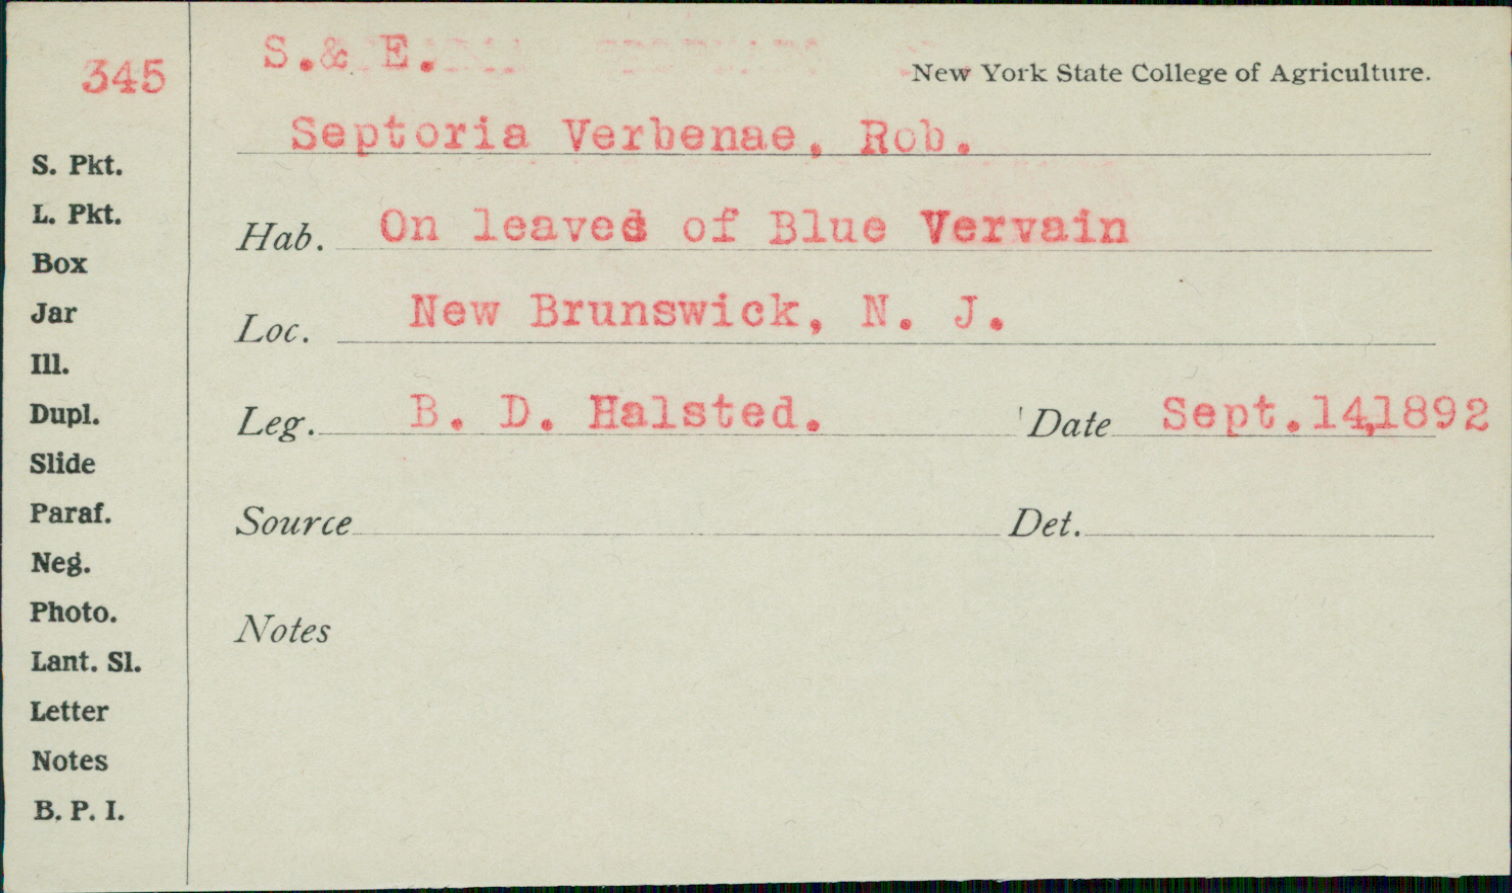 345
S.& E.
New York State College of Agriculture.
Septoria Verbenae, Rob.
Hab. On leaves of Blue Vervain
Loc. New Brunswick, N. J.
Leg. B. D. Halsted. Date Sept.14,1892
Source Det.
Notes
S. Pkt.
L. Pkt.
Box
Jar
Ill.
Dupl.
Slide
Paraf.
Neg.
Photo.
Lant. Sl.
Letter
Notes
B. P. I.